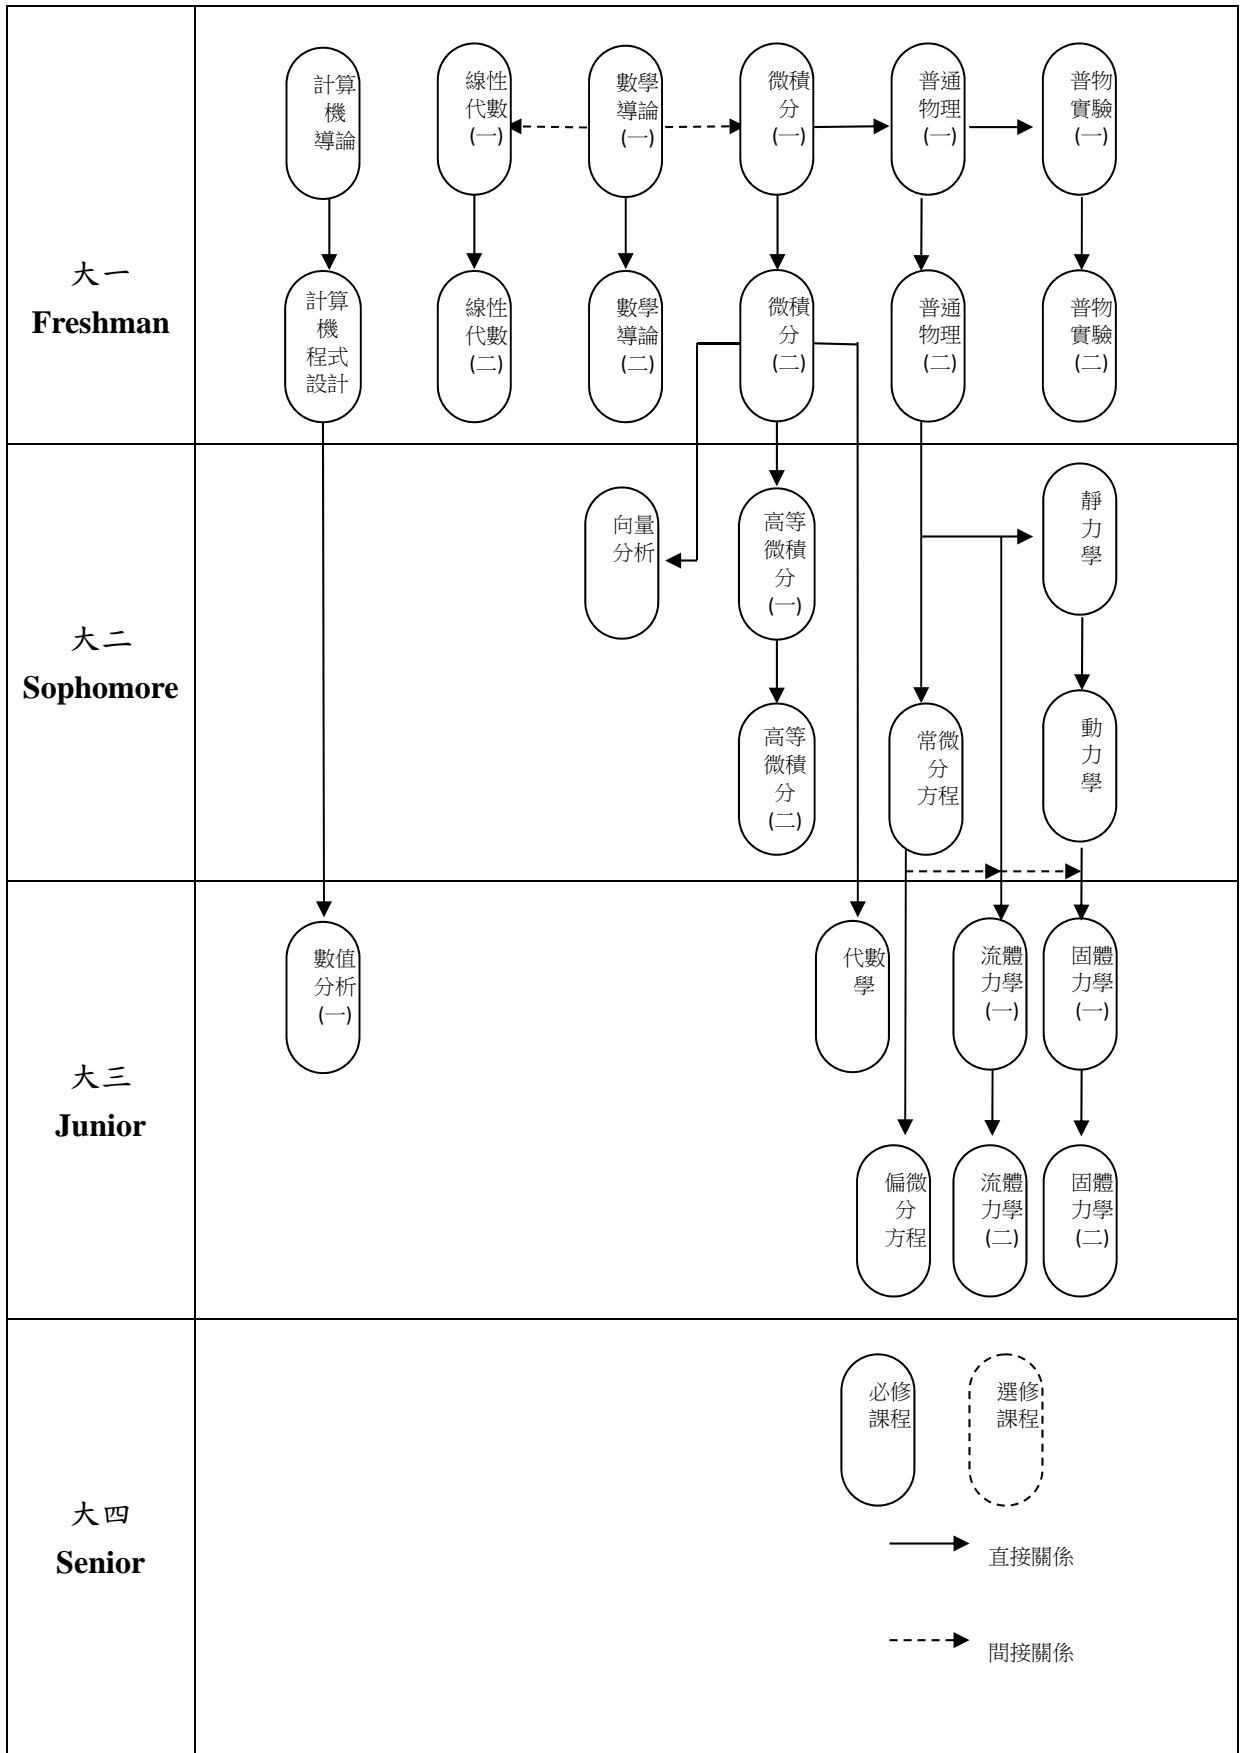 大一
Freshman
計算
機
導論
線性
代數
(一)
數學
導論
(一)
微積
分
(一)
普通
物理
(一)
普物
實驗
(一)
計算
機
程式
設計
線性
代數
(二)
數學
導論
(二)
微積
分
(二)
普通
物理
(二)
普物
實驗
(二)
大二
Sophomore
向量
分析
高等
微積
分
(一)
靜
力
學
高等
微積
分
(二)
常微
分
方程
動
力
學
大三
Junior
數值
分析
(一)
代數
學
流體
力學
(一)
固體
力學
(一)
偏微
分
方程
流體
力學
(二)
固體
力學
(二)
大四
Senior
必修
課程
選修
課程
直接關係
間接關係